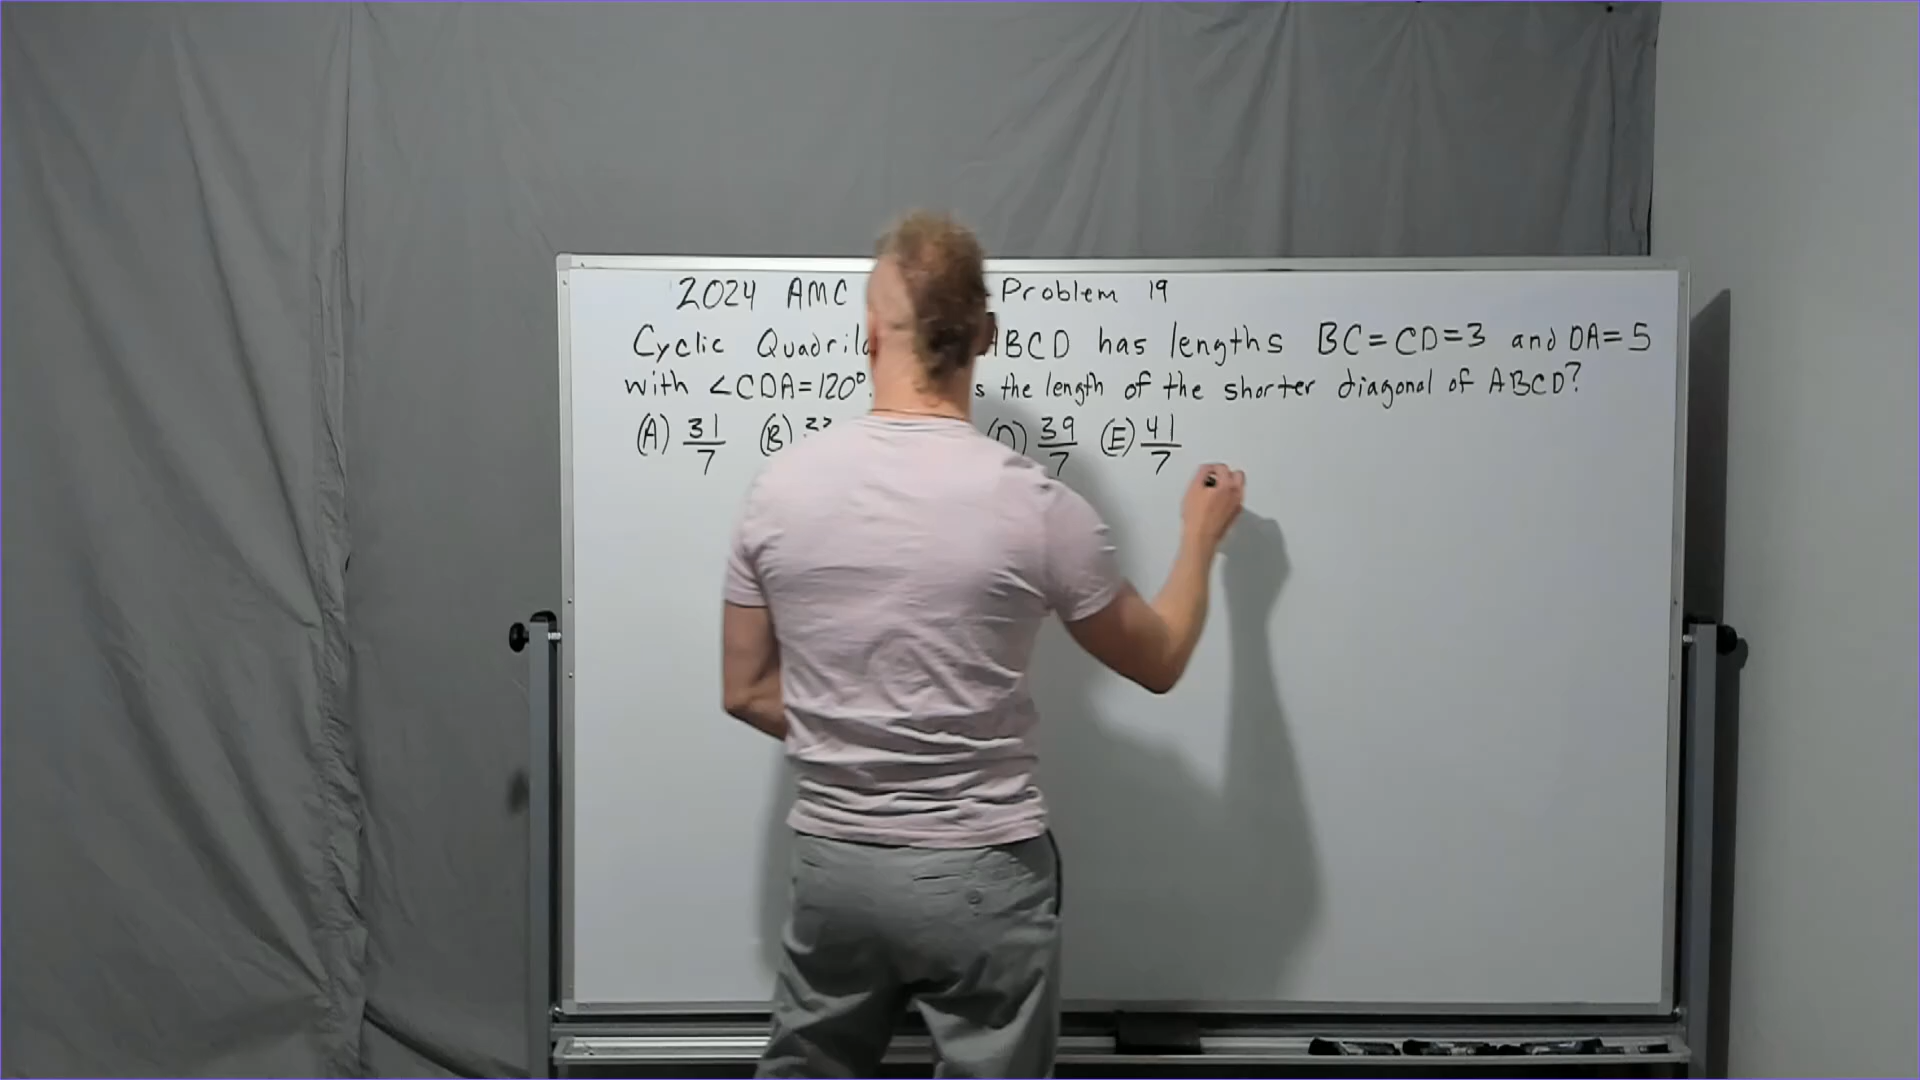 2024 AMC Problem 19
Cyclic ABCD has lengths BC=CD=3 and DA=5
with ∠CDA=120° the length of the shorter diagonal of ABCD?
(A) 31/7 (B) (D) 39/7 (E) 41/7